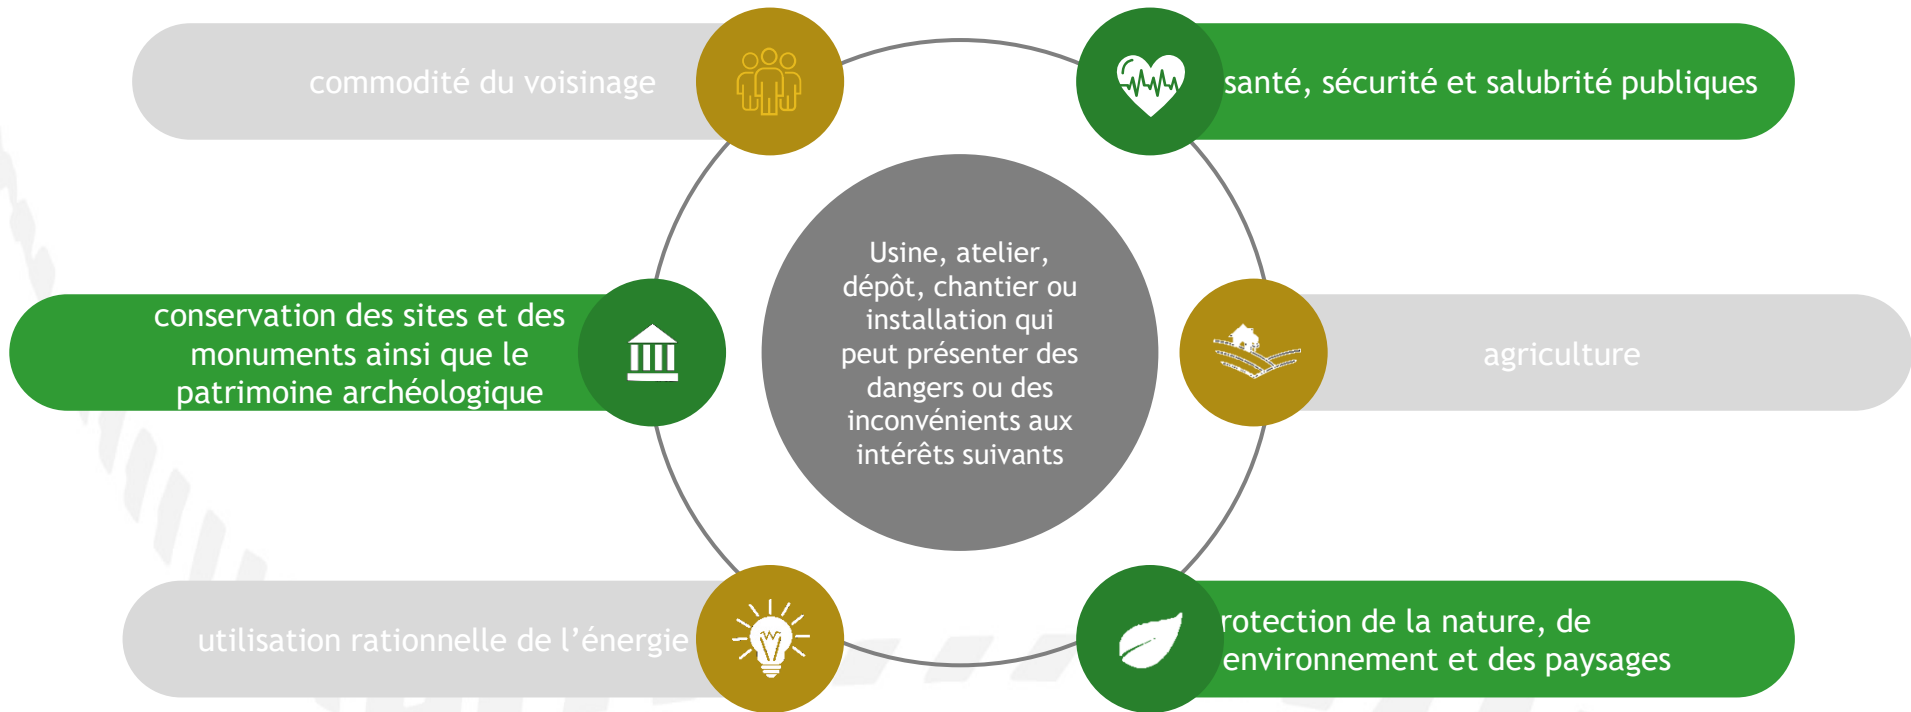 commodité du voisinage
santé, sécurité et salubrité publiques
Usine, atelier,
dépôt, chantier ou
installation qui
peut présenter des
dangers ou des
inconvénients aux
intérêts suivants
conservation des sites et des
monuments ainsi que le
patrimoine archéologique
agriculture
utilisation rationnelle de l’énergie
rotection de la nature, de
environnement et des paysages